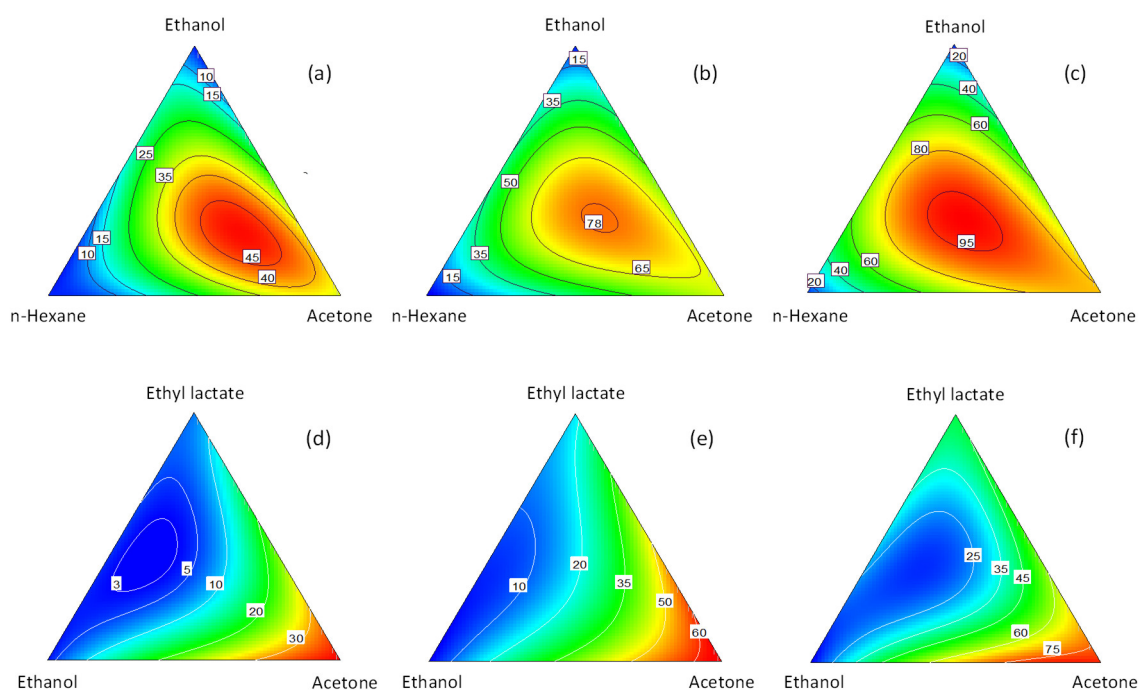 Ethanol
(a)
10
15
25
35
15
10
45
40
n-Hexane
Acetone
Ethanol
(b)
15
35
50
78
35
65
15
n-Hexane
Acetone
Ethanol
(c)
20
40
60
80
95
60
40
20
n-Hexane
Acetone
Ethyl lactate
(d)
3
5
10
20
30
Ethanol
Acetone
Ethyl lactate
(e)
10
20
35
50
60
Ethanol
Acetone
Ethyl lactate
(f)
25
35
45
60
75
Ethanol
Acetone